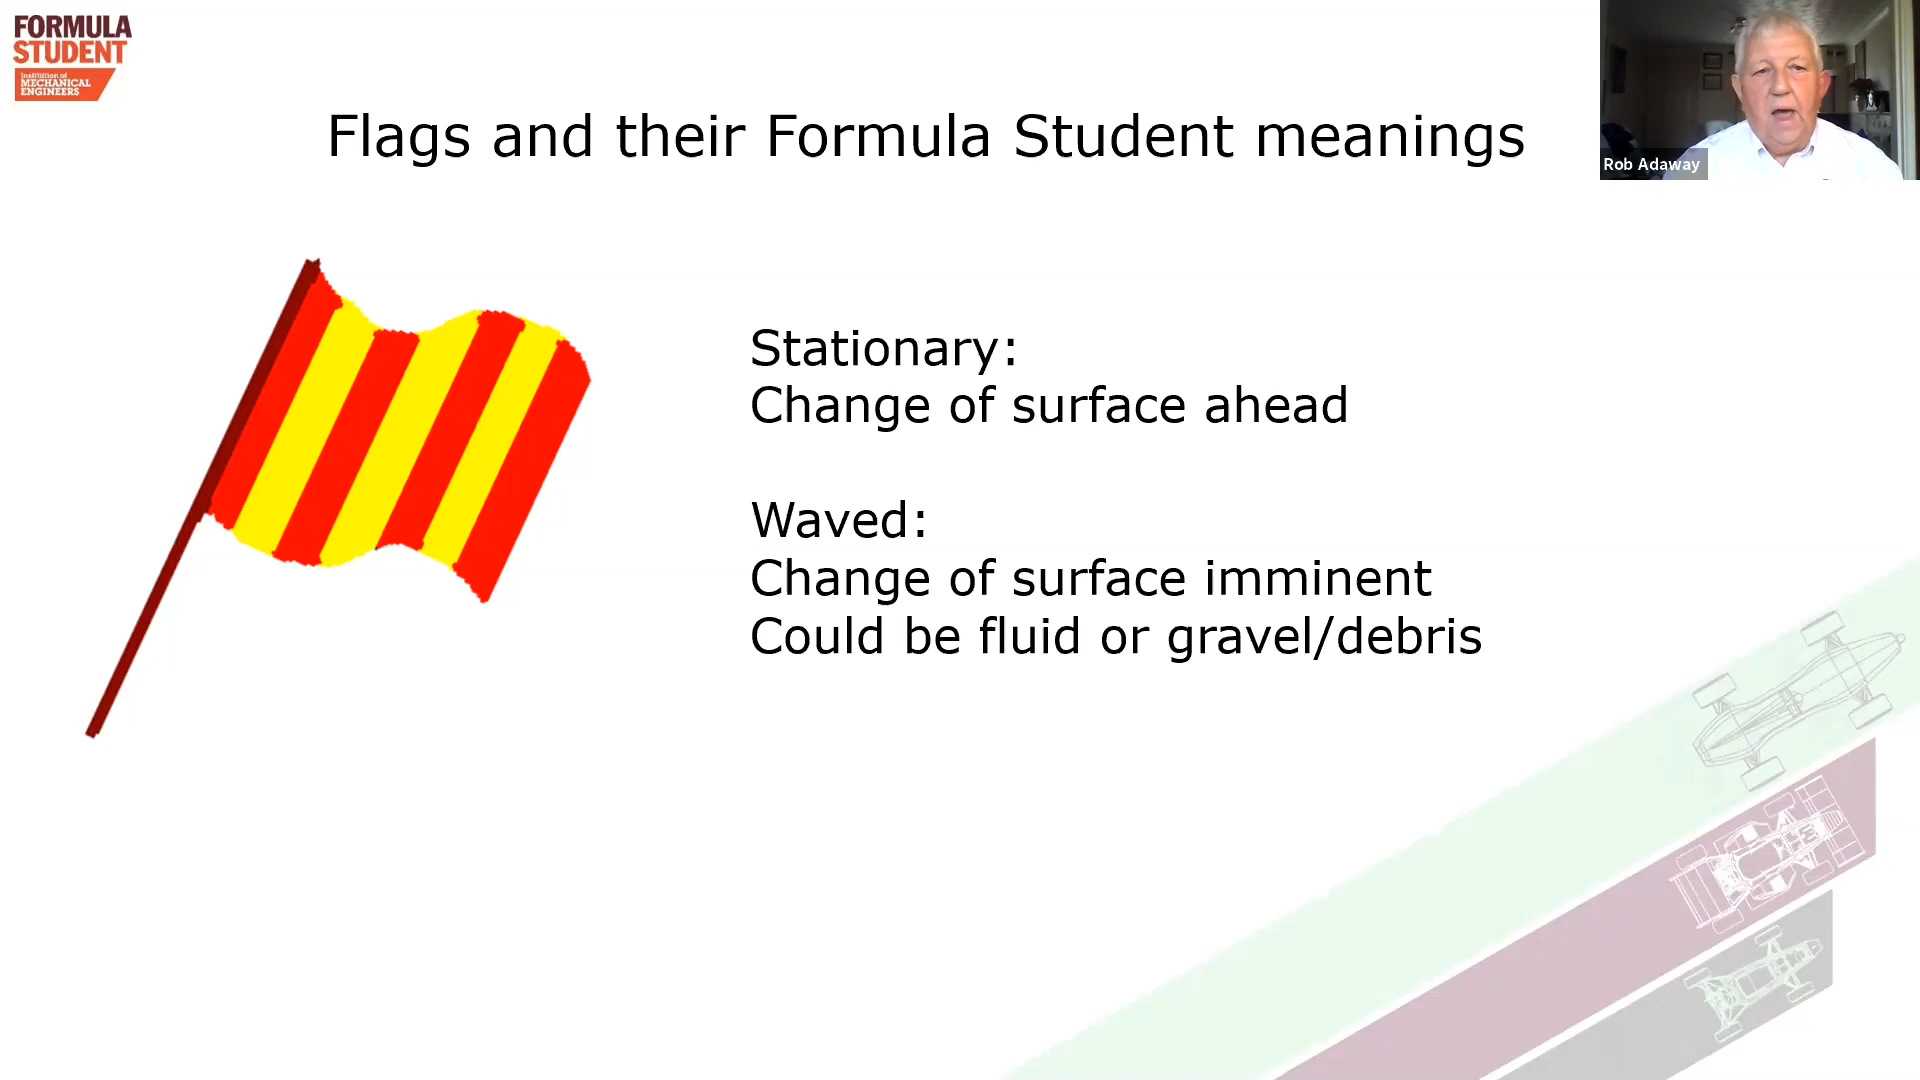 FORMULA
STUDENT
Institution of
MECHANICAL
ENGINEERS
Rob Adaway
Flags and their Formula Student meanings
Stationary:
Change of surface ahead
Waved:
Change of surface imminent
Could be fluid or gravel/debris